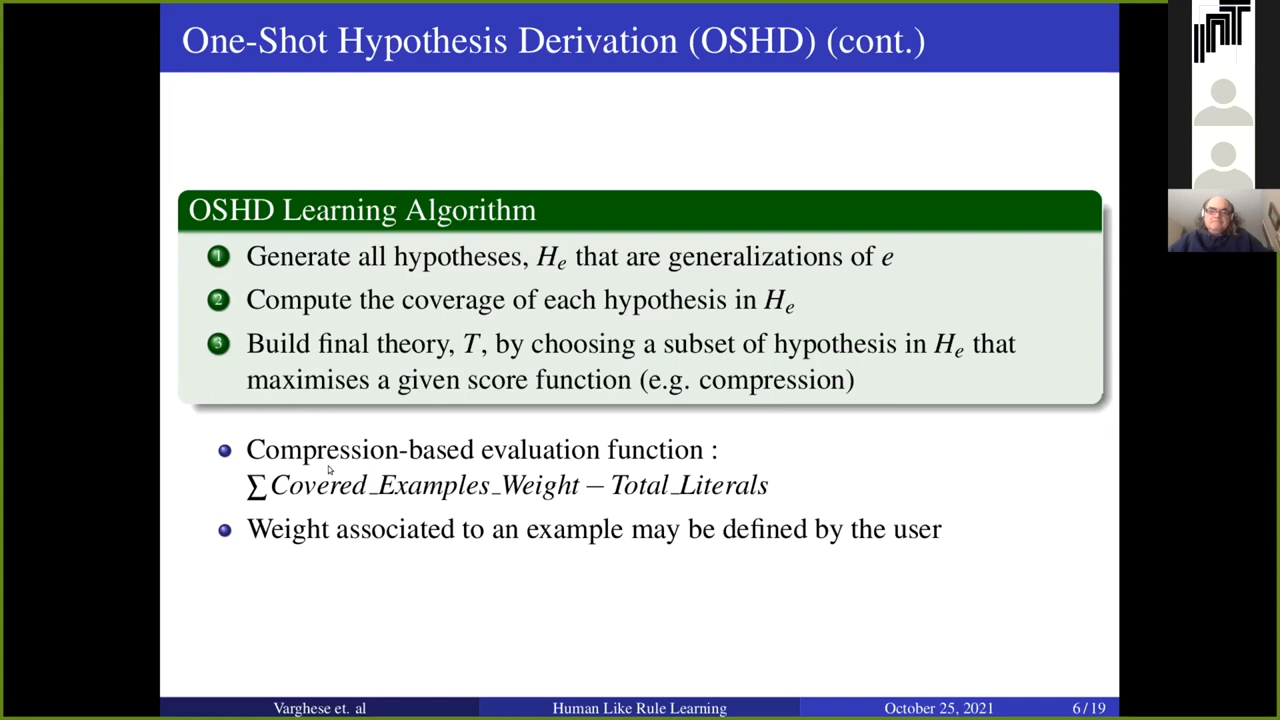 One-Shot Hypothesis Derivation (OSHD) (cont.)
OSHD Learning Algorithm
1 Generate all hypotheses, Hₑ that are generalizations of e
2 Compute the coverage of each hypothesis in Hₑ
3 Build final theory, T, by choosing a subset of hypothesis in Hₑ that
maximises a given score function (e.g. compression)
Compression-based evaluation function :
∑Covered_Examples_Weight − Total_Literals
Weight associated to an example may be defined by the user
Varghese et. al Human Like Rule Learning October 25, 2021 6 / 19